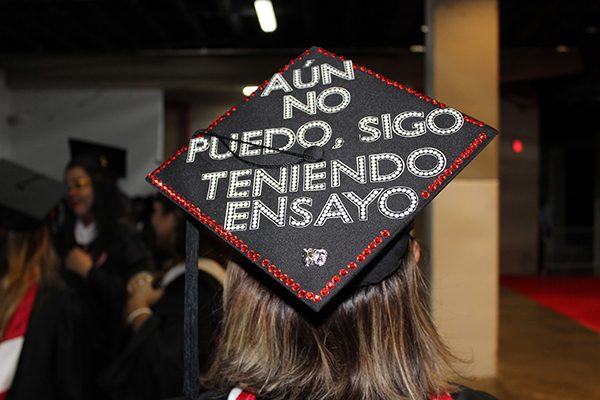 AÚN
NO
PUEDO, SIGO
TENIENDO
ENSAYO